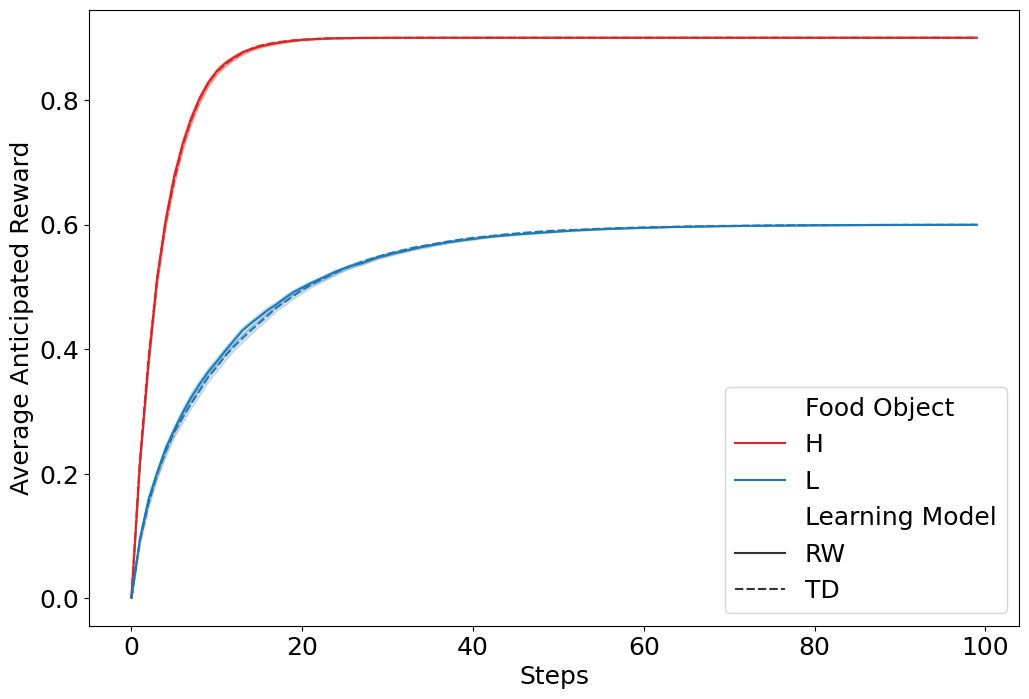 Average Anticipated Reward
0.8
0.6
0.4
0.2
0.0
0 20 40 60 80 100
Steps
Food Object
H
L
Learning Model
RW
TD